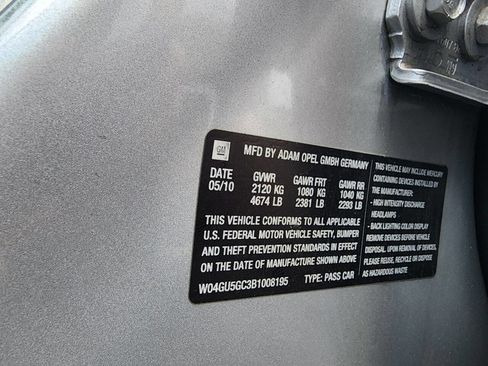 GM
MFD BY ADAM OPEL GMBH GERMANY
DATE GVWR GAWR FRT GAWR RR
05/10 2120 KG 1080 KG 1040 KG
4674 LB 2381 LB 2293 LB
THIS VEHICLE CONFORMS TO ALL APPLICABLE
U.S. FEDERAL MOTOR VEHICLE SAFETY, BUMPER
AND THEFT PREVENTION STANDARDS IN EFFECT
ON THE DATE OF MANUFACTURE SHOWN ABOVE.
W04GU5GC3B1008195 TYPE: PASS CAR
THIS VEHICLE MAY INCLUDE MERCURY
CONTAINING DEVICES INSTALLED BY
THE MANUFACTURER:
- HIGH INTENSITY DISCHARGE
HEADLAMPS
- BACK LIGHTING COLOR DISPLAY
REMOVE DEVICES BEFORE VEHICLE
DISPOSAL. UPON REMOVAL OF DEVICES
PLEASE REUSE, RECYCLE OR DISPOSE
AS HAZARDOUS WASTE